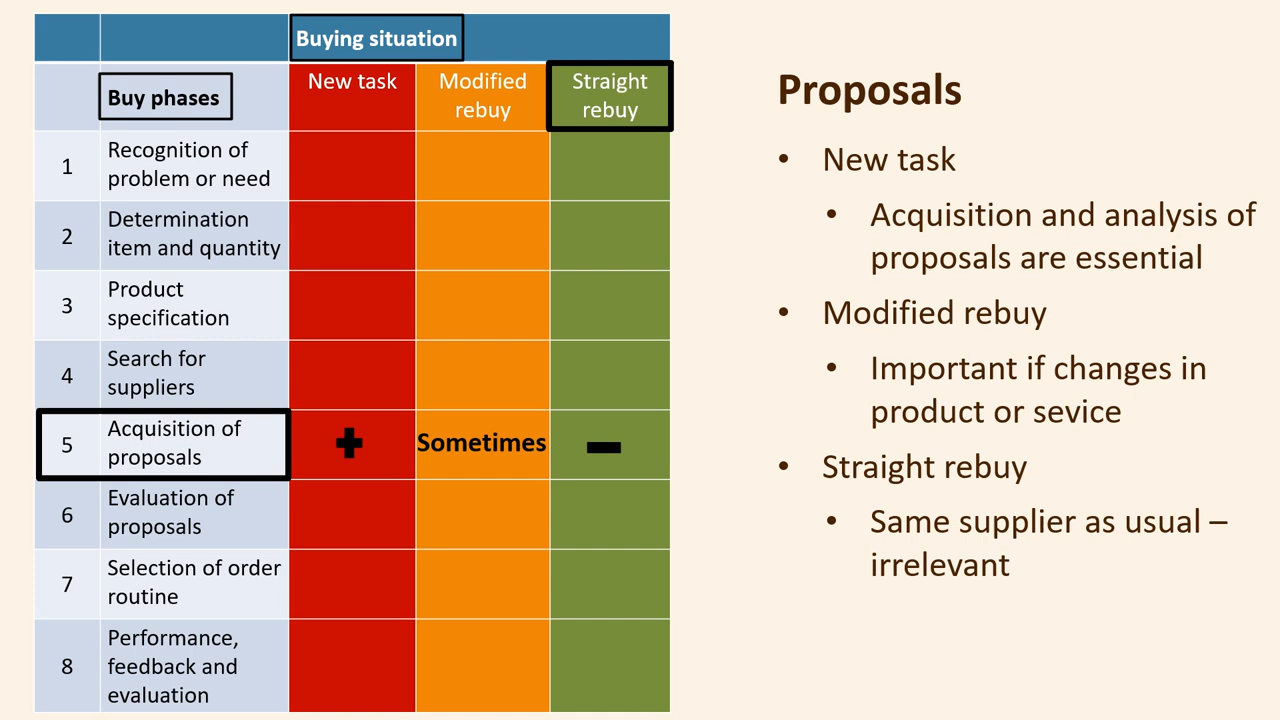 Buying situation
Buy phases
New task
Modified
rebuy
Straight
rebuy
1
Recognition of
problem or need
2
Determination
item and quantity
3
Product
specification
4
Search for
suppliers
5
Acquisition of
proposals
+
Sometimes
–
6
Evaluation of
proposals
7
Selection of order
routine
8
Performance,
feedback and
evaluation
Proposals
• New task
• Acquisition and analysis of
proposals are essential
• Modified rebuy
• Important if changes in
product or sevice
• Straight rebuy
• Same supplier as usual –
irrelevant